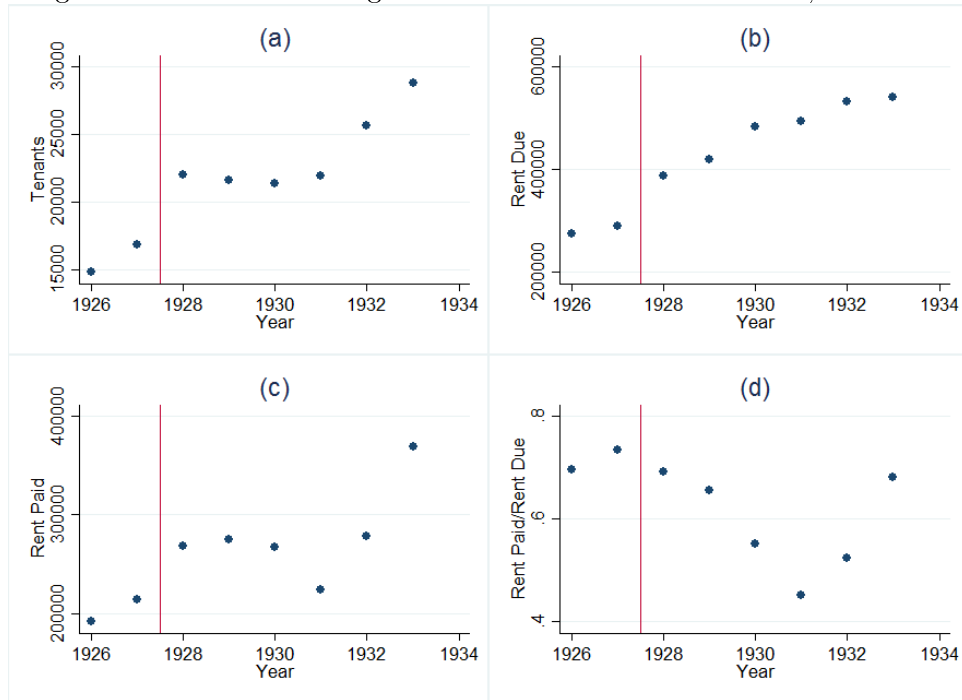 (a)
30000
25000
20000
15000
Tenants
1926 1928 1930 1932 1934
Year
(b)
600000
400000
200000
Rent Due
1926 1928 1930 1932 1934
Year
(c)
400000
300000
200000
Rent Paid
1926 1928 1930 1932 1934
Year
(d)
.8
.6
.4
Rent Paid/Rent Due
1926 1928 1930 1932 1934
Year